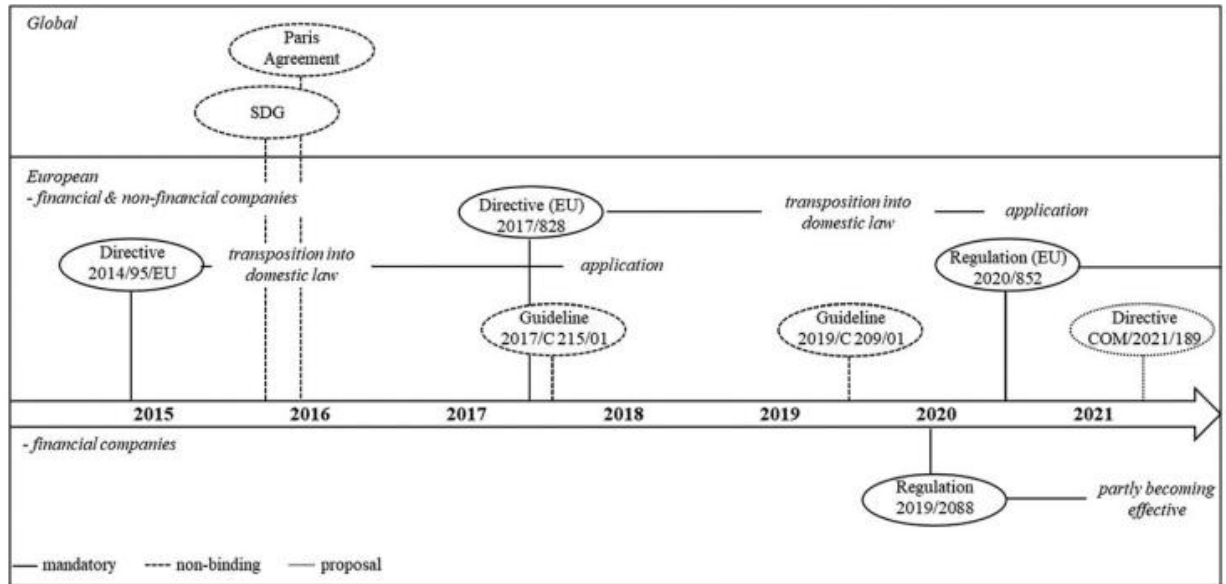 Global
Paris
Agreement
SDG
European
- financial & non-financial companies
Directive (EU)
2017/828
transposition into
domestic law
application
Directive
2014/95/EU
transposition into
domestic law
application
Regulation (EU)
2020/852
Guideline
2017/C 215/01
Guideline
2019/C 209/01
Directive
COM/2021/189
2015 2016 2017 2018 2019 2020 2021
- financial companies
Regulation
2019/2088
partly becoming
effective
mandatory non-binding proposal